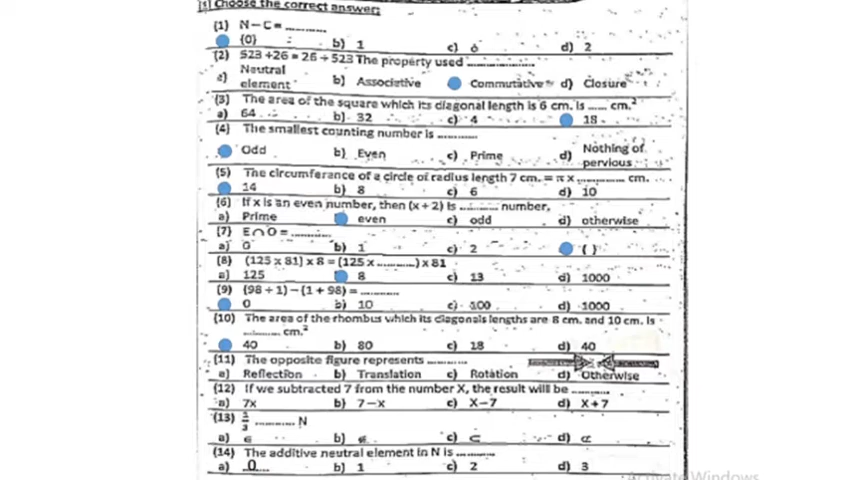 Choose the correct answer:
(1) N – C = ............
{0} b) 1 c) 6 d) 2
(2) 523 +26 = 26 + 523 The property used ............
Neutral
a) element b) Associative Commutative d) Closure
(3) The area of the square which its diagonal length is 6 cm. is ...... cm.²
a) 64 b) 32 c) 4 18
(4) The smallest counting number is ..........
Odd b) Even c) Prime d) Nothing of
pervious
(5) The circumferance of a circle of radius length 7 cm. = π x ............ cm.
14 b) 8 c) 6 d) 10
(6) If x is an even number, then (x + 2) is .......... number,
a) Prime even c) odd d) otherwise
(7) E ∩ O = ..........
a) 0 b) 1 c) 2 { }
(8) (125 x 81) x 8 = (125 x ..........) x 81
a) 125 8 c) 13 d) 1000
(9) (98 + 1) – (1 + 98) = ..........
0 b) 10 c) 100 d) 1000
(10) The area of the rhombus which its diagonals lengths are 8 cm. and 10 cm. is
.......... cm.²
40 b) 80 c) 18 d) 40
(11) The opposite figure represents ..........
a) Reflection b) Translation c) Rotation d) Otherwise
(12) If we subtracted 7 from the number X, the result will be ..........
a) 7x b) 7 – x c) X – 7 d) X + 7
(13) 1/3 .......... N
a) ∈ b) ∉ c) ⊂ d) ⊄
(14) The additive neutral element in N is ..........
a) 0 b) 1 c) 2 d) 3
Activate Windows